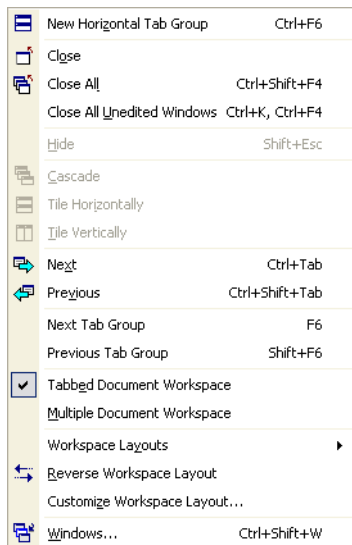 New Horizontal Tab Group Ctrl+F6
Close
Close All Ctrl+Shift+F4
Close All Unedited Windows Ctrl+K, Ctrl+F4
Hide Shift+Esc
Cascade
Tile Horizontally
Tile Vertically
Next Ctrl+Tab
Previous Ctrl+Shift+Tab
Next Tab Group F6
Previous Tab Group Shift+F6
Tabbed Document Workspace
Multiple Document Workspace
Workspace Layouts
Reverse Workspace Layout
Customize Workspace Layout...
Windows... Ctrl+Shift+W